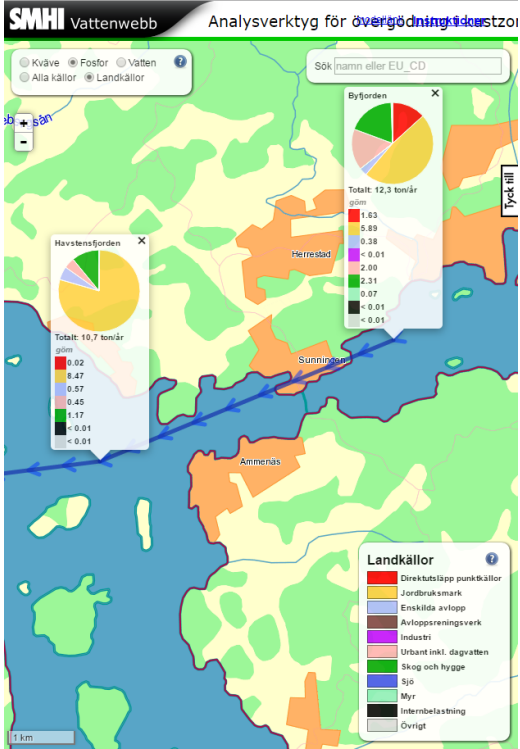 SMHI Vattenwebb
Analysverktyg för övergödning i kustzon
Instruktioner
Kväve Fosfor Vatten ?
Alla källor Landkällor
Sök namn eller EU_CD
+
-
Tyck till
Byfjorden ×
Totalt: 12,3 ton/år
göm
1.63
5.89
0.38
< 0.01
2.00
2.31
0.07
< 0.01
< 0.01
Herrestad
Havstensfjorden ×
Totalt: 10,7 ton/år
göm
0.02
8.47
0.57
0.45
1.17
< 0.01
< 0.01
Sunningen
Ammenäs
Landkällor ?
Direktutsläpp punktkällor
Jordbruksmark
Enskilda avlopp
Avloppsreningsverk
Industri
Urbant inkl. dagvatten
Skog och hygge
Sjö
Myr
Internbelastning
Övrigt
1 km